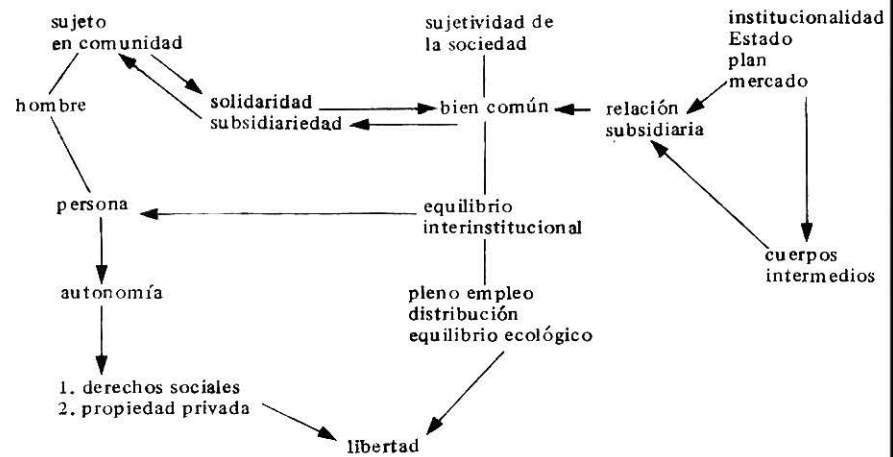 sujeto
en comunidad
sujetividad de
la sociedad
institucionalidad
Estado
plan
mercado
hombre
solidaridad
subsidiariedad
bien común
relación
subsidiaria
persona
equilibrio
interinstitucional
cuerpos
intermedios
autonomía
pleno empleo
distribución
equilibrio ecológico
1. derechos sociales
2. propiedad privada
libertad